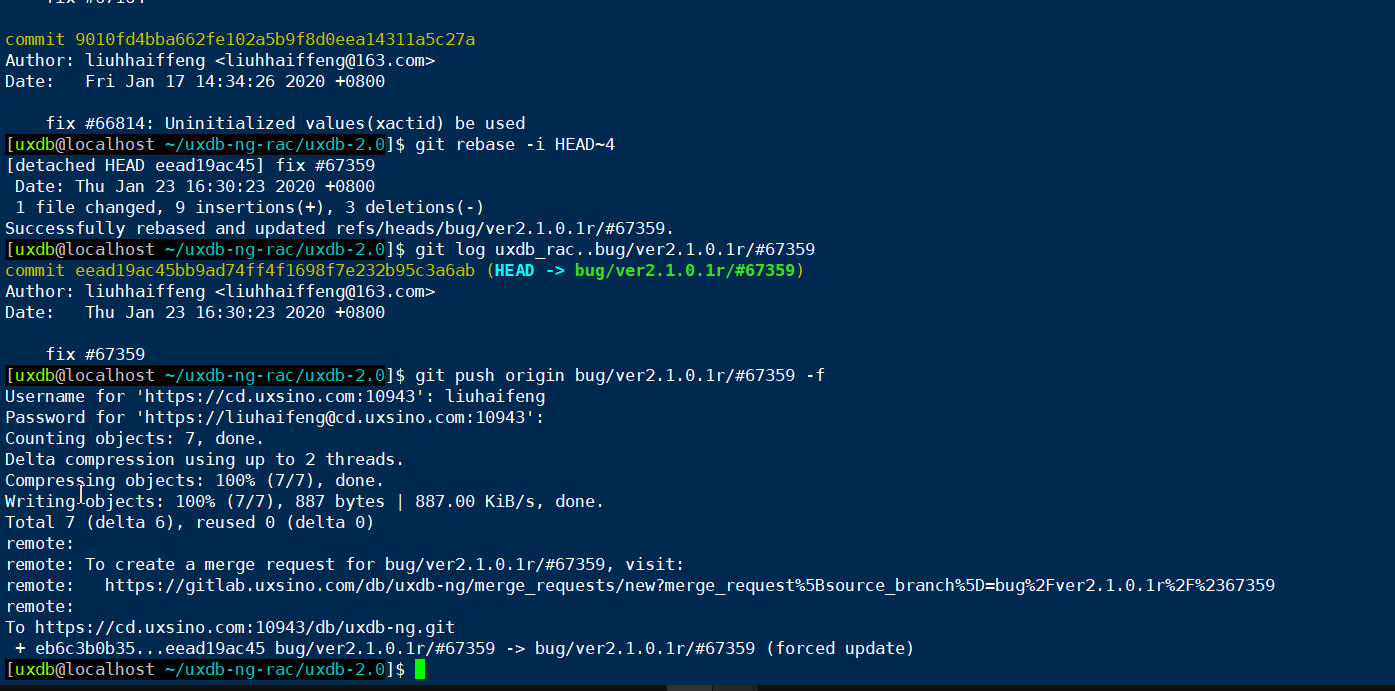 commit 9010fd4bba662fe102a5b9f8d0eea14311a5c27a
Author: liuhhaiffeng <liuhhaiffeng@163.com>
Date:   Fri Jan 17 14:34:26 2020 +0800
    fix #66814: Uninitialized values(xactid) be used
[uxdb@localhost ~/uxdb-ng-rac/uxdb-2.0]$ git rebase -i HEAD~4
[detached HEAD eead19ac45] fix #67359
 Date: Thu Jan 23 16:30:23 2020 +0800
 1 file changed, 9 insertions(+), 3 deletions(-)
Successfully rebased and updated refs/heads/bug/ver2.1.0.1r/#67359.
[uxdb@localhost ~/uxdb-ng-rac/uxdb-2.0]$ git log uxdb_rac..bug/ver2.1.0.1r/#67359
commit eead19ac45bb9ad74ff4f1698f7e232b95c3a6ab (HEAD -> bug/ver2.1.0.1r/#67359)
Author: liuhhaiffeng <liuhhaiffeng@163.com>
Date:   Thu Jan 23 16:30:23 2020 +0800
    fix #67359
[uxdb@localhost ~/uxdb-ng-rac/uxdb-2.0]$ git push origin bug/ver2.1.0.1r/#67359 -f
Username for 'https://cd.uxsino.com:10943': liuhaifeng
Password for 'https://liuhaifeng@cd.uxsino.com:10943':
Counting objects: 7, done.
Delta compression using up to 2 threads.
Compressing objects: 100% (7/7), done.
Writing objects: 100% (7/7), 887 bytes | 887.00 KiB/s, done.
Total 7 (delta 6), reused 0 (delta 0)
remote:
remote: To create a merge request for bug/ver2.1.0.1r/#67359, visit:
remote:   https://gitlab.uxsino.com/db/uxdb-ng/merge_requests/new?merge_request%5Bsource_branch%5D=bug%2Fver2.1.0.1r%2F%2367359
remote:
To https://cd.uxsino.com:10943/db/uxdb-ng.git
 + eb6c3b0b35...eead19ac45 bug/ver2.1.0.1r/#67359 -> bug/ver2.1.0.1r/#67359 (forced update)
[uxdb@localhost ~/uxdb-ng-rac/uxdb-2.0]$